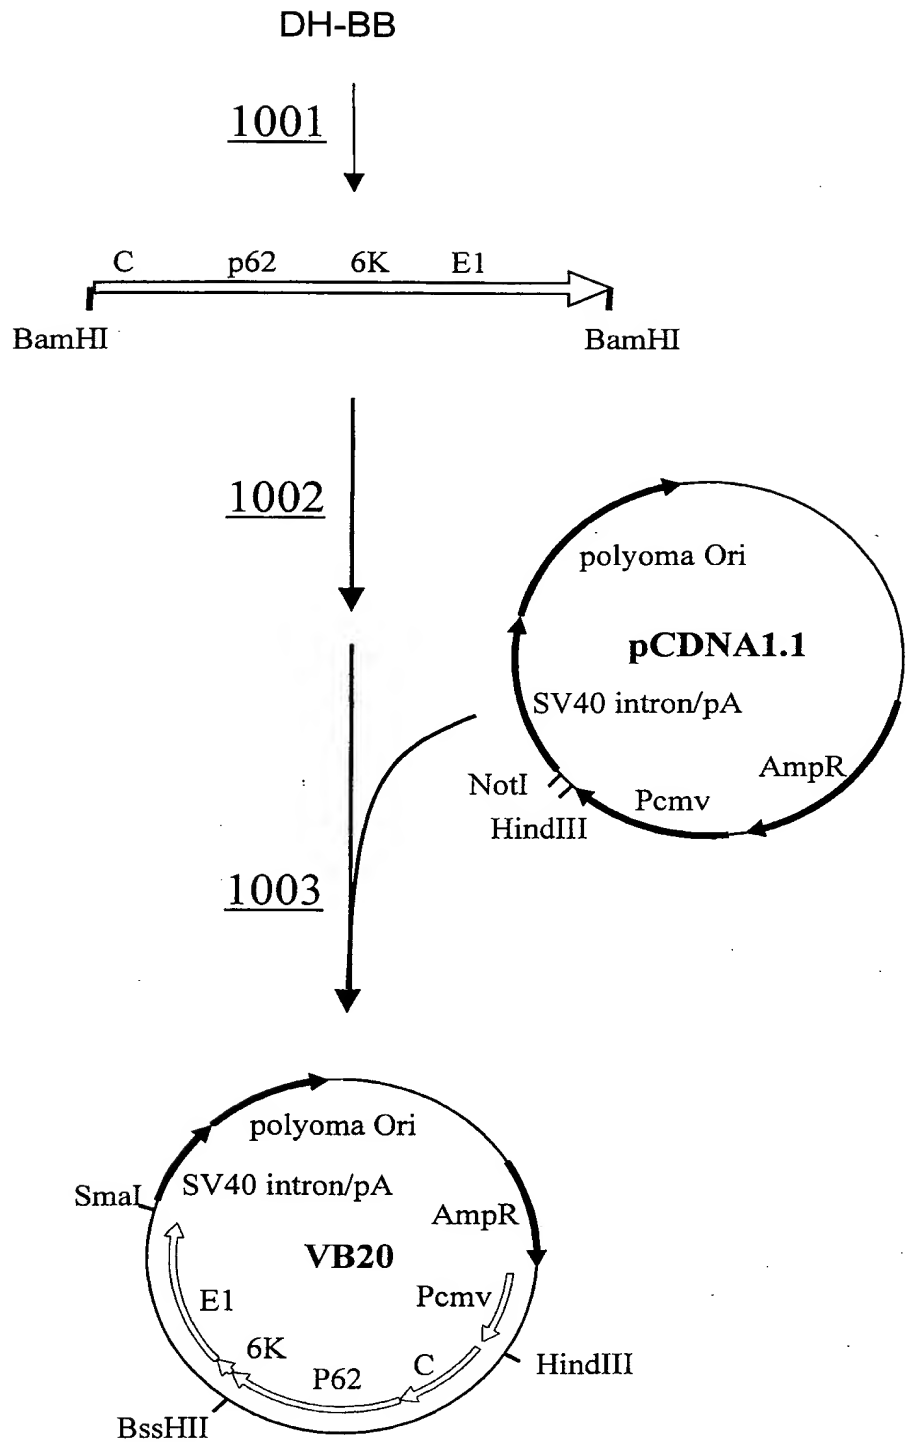 DH-BB
1001
C p62 6K E1
BamHI BamHI
1002
polyoma Ori
pCDNA1.1
SV40 intron/pA
AmpR
NotI
Pcmv
HindIII
1003
polyoma Ori
SV40 intron/pA
SmaI
AmpR
VB20
Pcmv
E1
6K
C
HindIII
P62
BssHII